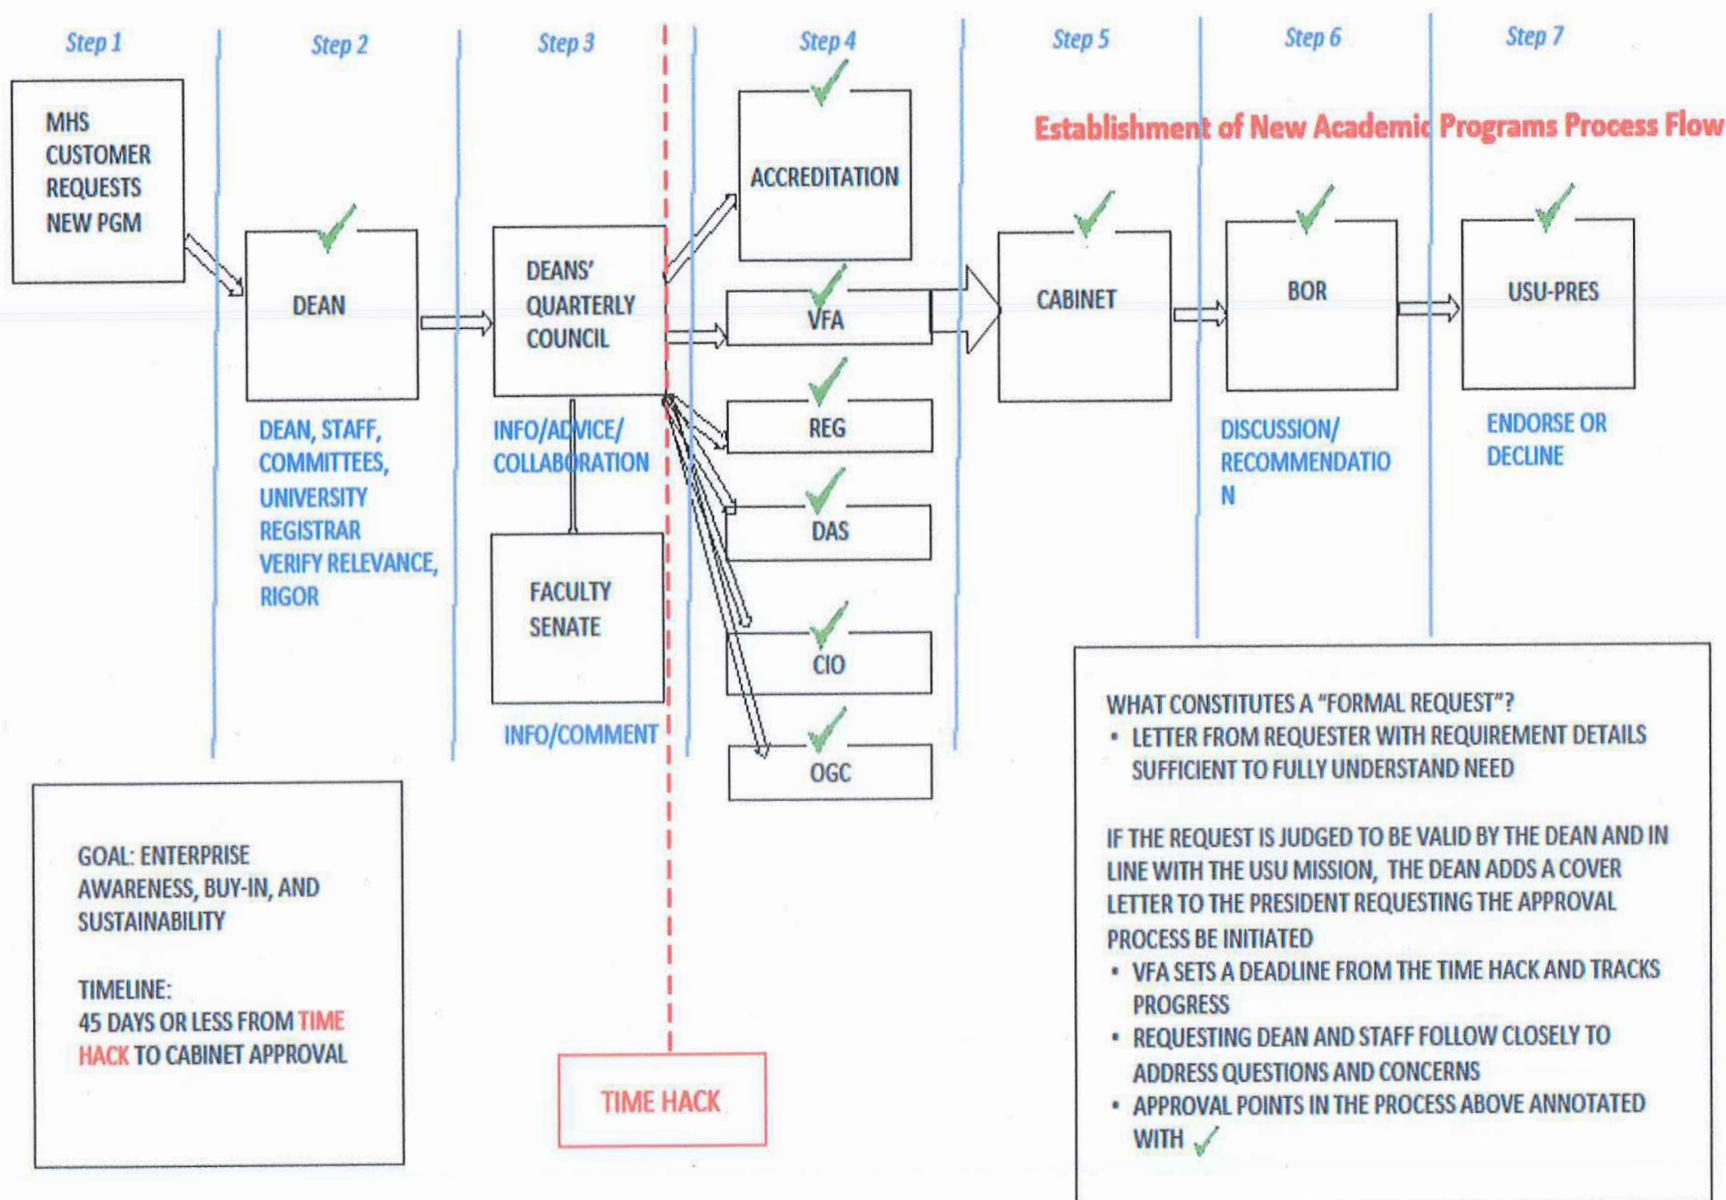 Step 1
Step 2
Step 3
Step 4
Step 5
Step 6
Step 7
Establishment of New Academic Programs Process Flow
MHS
CUSTOMER
REQUESTS
NEW PGM
DEAN
DEAN, STAFF,
COMMITTEES,
UNIVERSITY
REGISTRAR
VERIFY RELEVANCE,
RIGOR
DEANS'
QUARTERLY
COUNCIL
INFO/ADVICE/
COLLABORATION
FACULTY
SENATE
INFO/COMMENT
ACCREDITATION
VFA
REG
DAS
CIO
OGC
CABINET
BOR
DISCUSSION/
RECOMMENDATIO
N
USU-PRES
ENDORSE OR
DECLINE
GOAL: ENTERPRISE
AWARENESS, BUY-IN, AND
SUSTAINABILITY
TIMELINE:
45 DAYS OR LESS FROM TIME
HACK TO CABINET APPROVAL
TIME HACK
WHAT CONSTITUTES A "FORMAL REQUEST"?
• LETTER FROM REQUESTER WITH REQUIREMENT DETAILS
SUFFICIENT TO FULLY UNDERSTAND NEED
IF THE REQUEST IS JUDGED TO BE VALID BY THE DEAN AND IN
LINE WITH THE USU MISSION, THE DEAN ADDS A COVER
LETTER TO THE PRESIDENT REQUESTING THE APPROVAL
PROCESS BE INITIATED
• VFA SETS A DEADLINE FROM THE TIME HACK AND TRACKS
PROGRESS
• REQUESTING DEAN AND STAFF FOLLOW CLOSELY TO
ADDRESS QUESTIONS AND CONCERNS
• APPROVAL POINTS IN THE PROCESS ABOVE ANNOTATED
WITH ✓